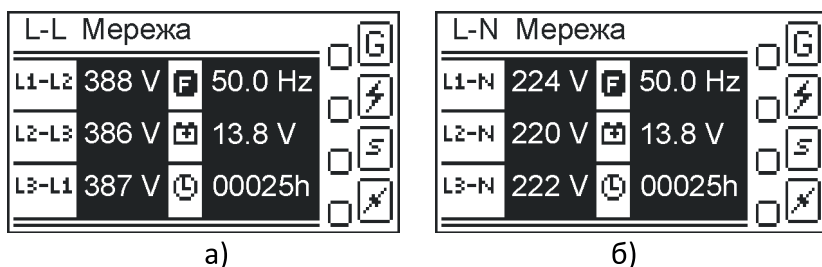 L-L Мережа
G
L1-L2 388 V F 50.0 Hz
L2-L3 386 V 13.8 V
S
L3-L1 387 V 00025h
а)
L-N Мережа
G
L1-N 224 V F 50.0 Hz
L2-N 220 V 13.8 V
S
L3-N 222 V 00025h
б)